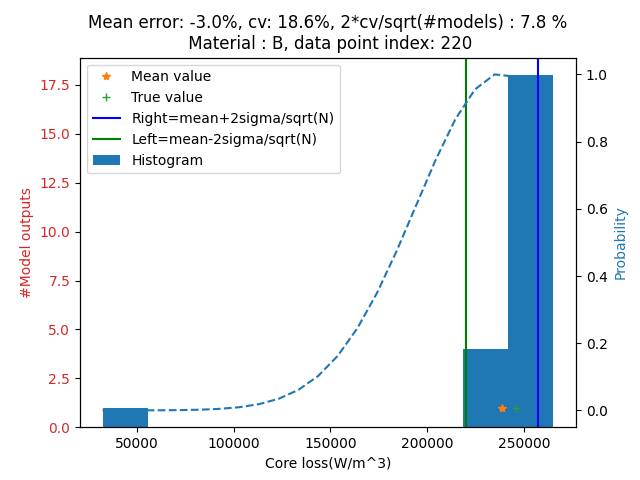 Mean error: -3.0%, cv: 18.6%, 2*cv/sqrt(#models) : 7.8 %
Material : B, data point index: 220
Mean value
True value
Right=mean+2sigma/sqrt(N)
Left=mean-2sigma/sqrt(N)
Histogram
17.5
15.0
12.5
10.0
7.5
5.0
2.5
0.0
#Model outputs
1.0
0.8
0.6
0.4
0.2
0.0
Probability
50000 100000 150000 200000 250000
Core loss(W/m^3)